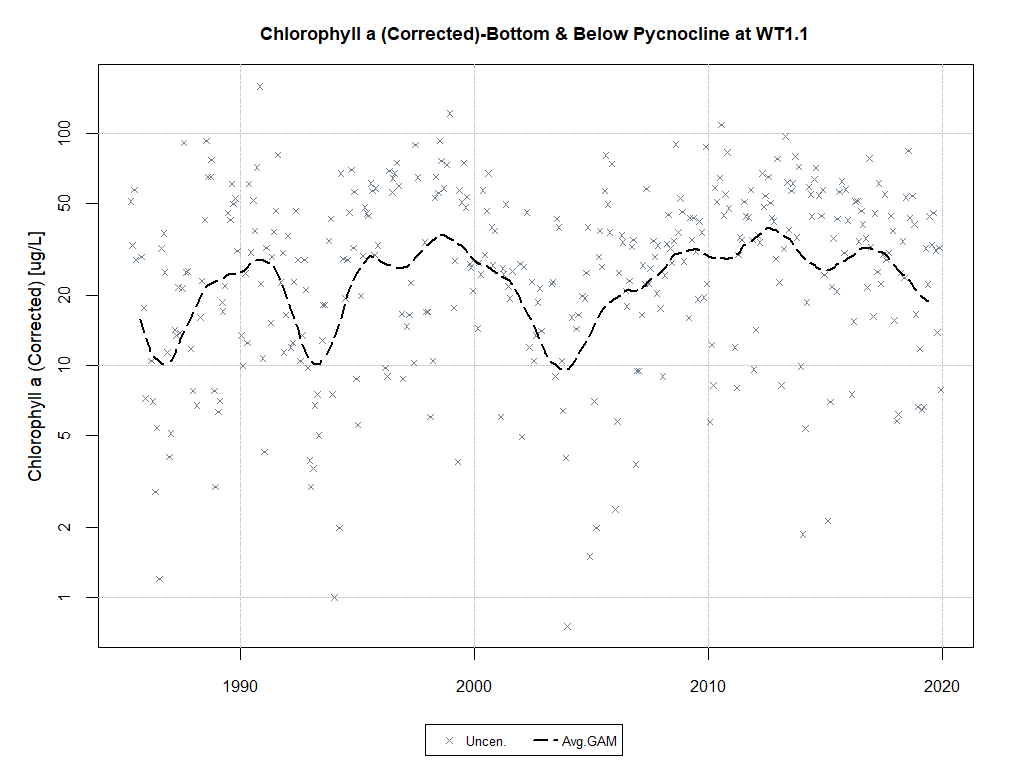 Chlorophyll a (Corrected)-Bottom & Below Pycnocline at WT1.1
Chlorophyll a (Corrected) [ug/L]
100
50
20
10
5
2
1
1990 2000 2010 2020
Uncen. Avg.GAM